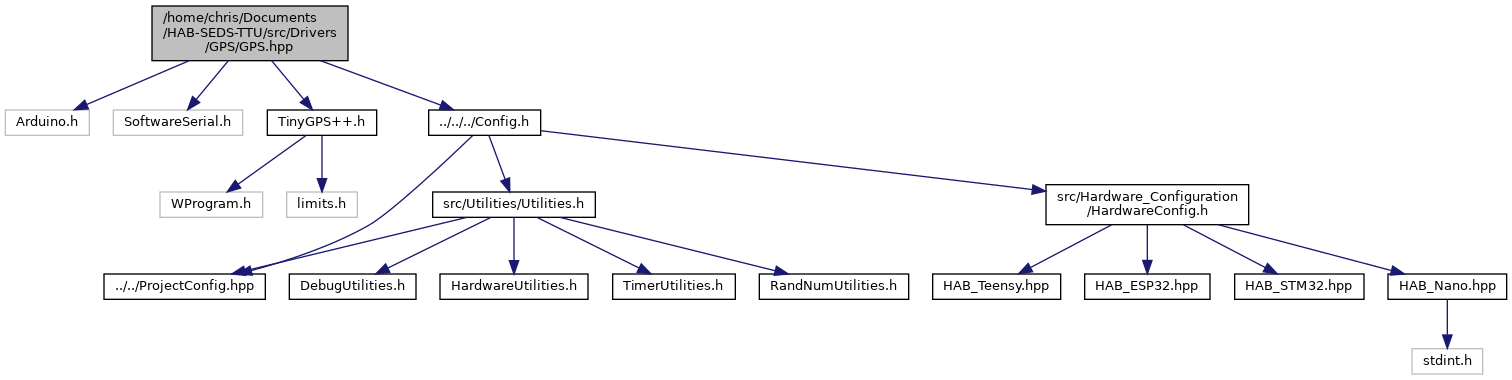 /home/chris/Documents
/HAB-SEDS-TTU/src/Drivers
/GPS/GPS.hpp
Arduino.h
SoftwareSerial.h
TinyGPS++.h
../../../Config.h
WProgram.h
limits.h
src/Utilities/Utilities.h
src/Hardware_Configuration
/HardwareConfig.h
../../ProjectConfig.hpp
DebugUtilities.h
HardwareUtilities.h
TimerUtilities.h
RandNumUtilities.h
HAB_Teensy.hpp
HAB_ESP32.hpp
HAB_STM32.hpp
HAB_Nano.hpp
stdint.h